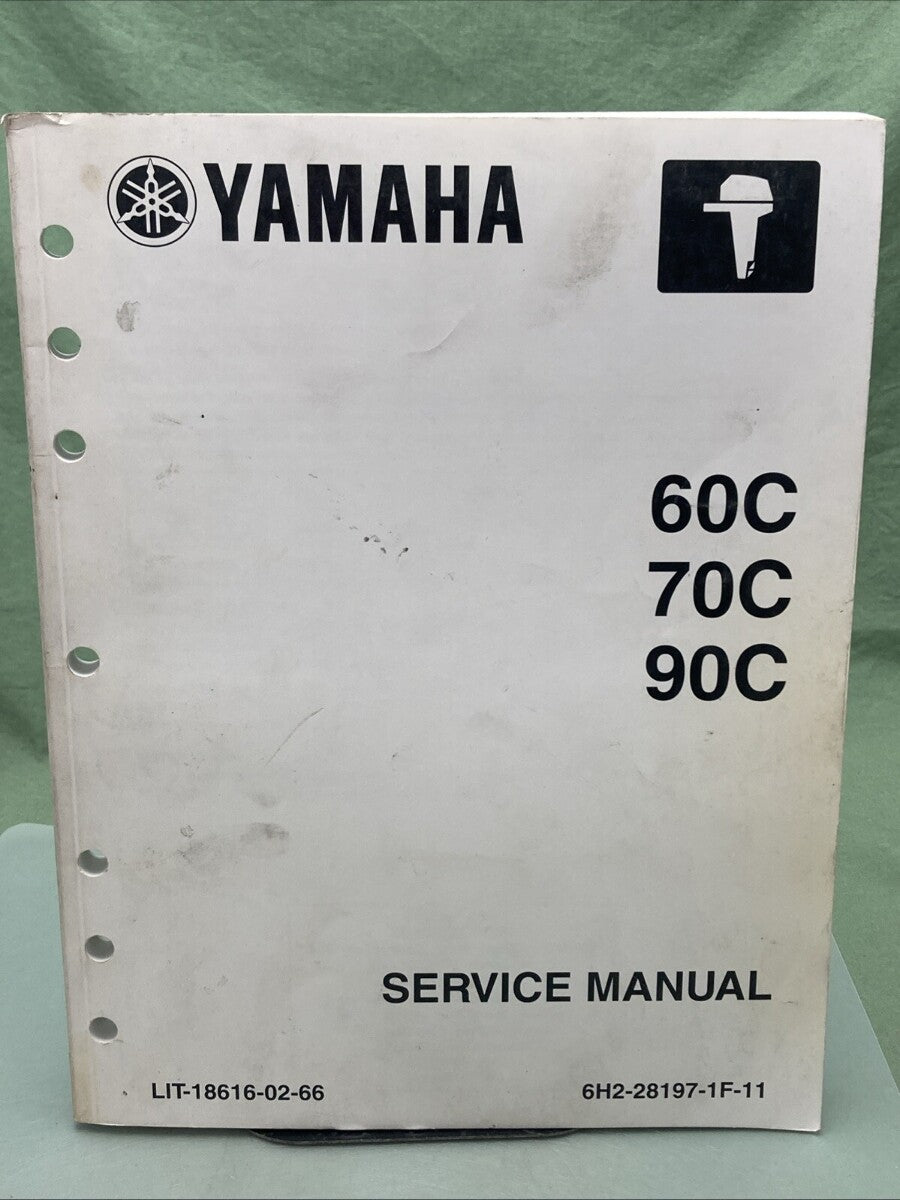 YAMAHA
60C
70C
90C
SERVICE MANUAL
LIT-18616-02-66
6H2-28197-1F-11